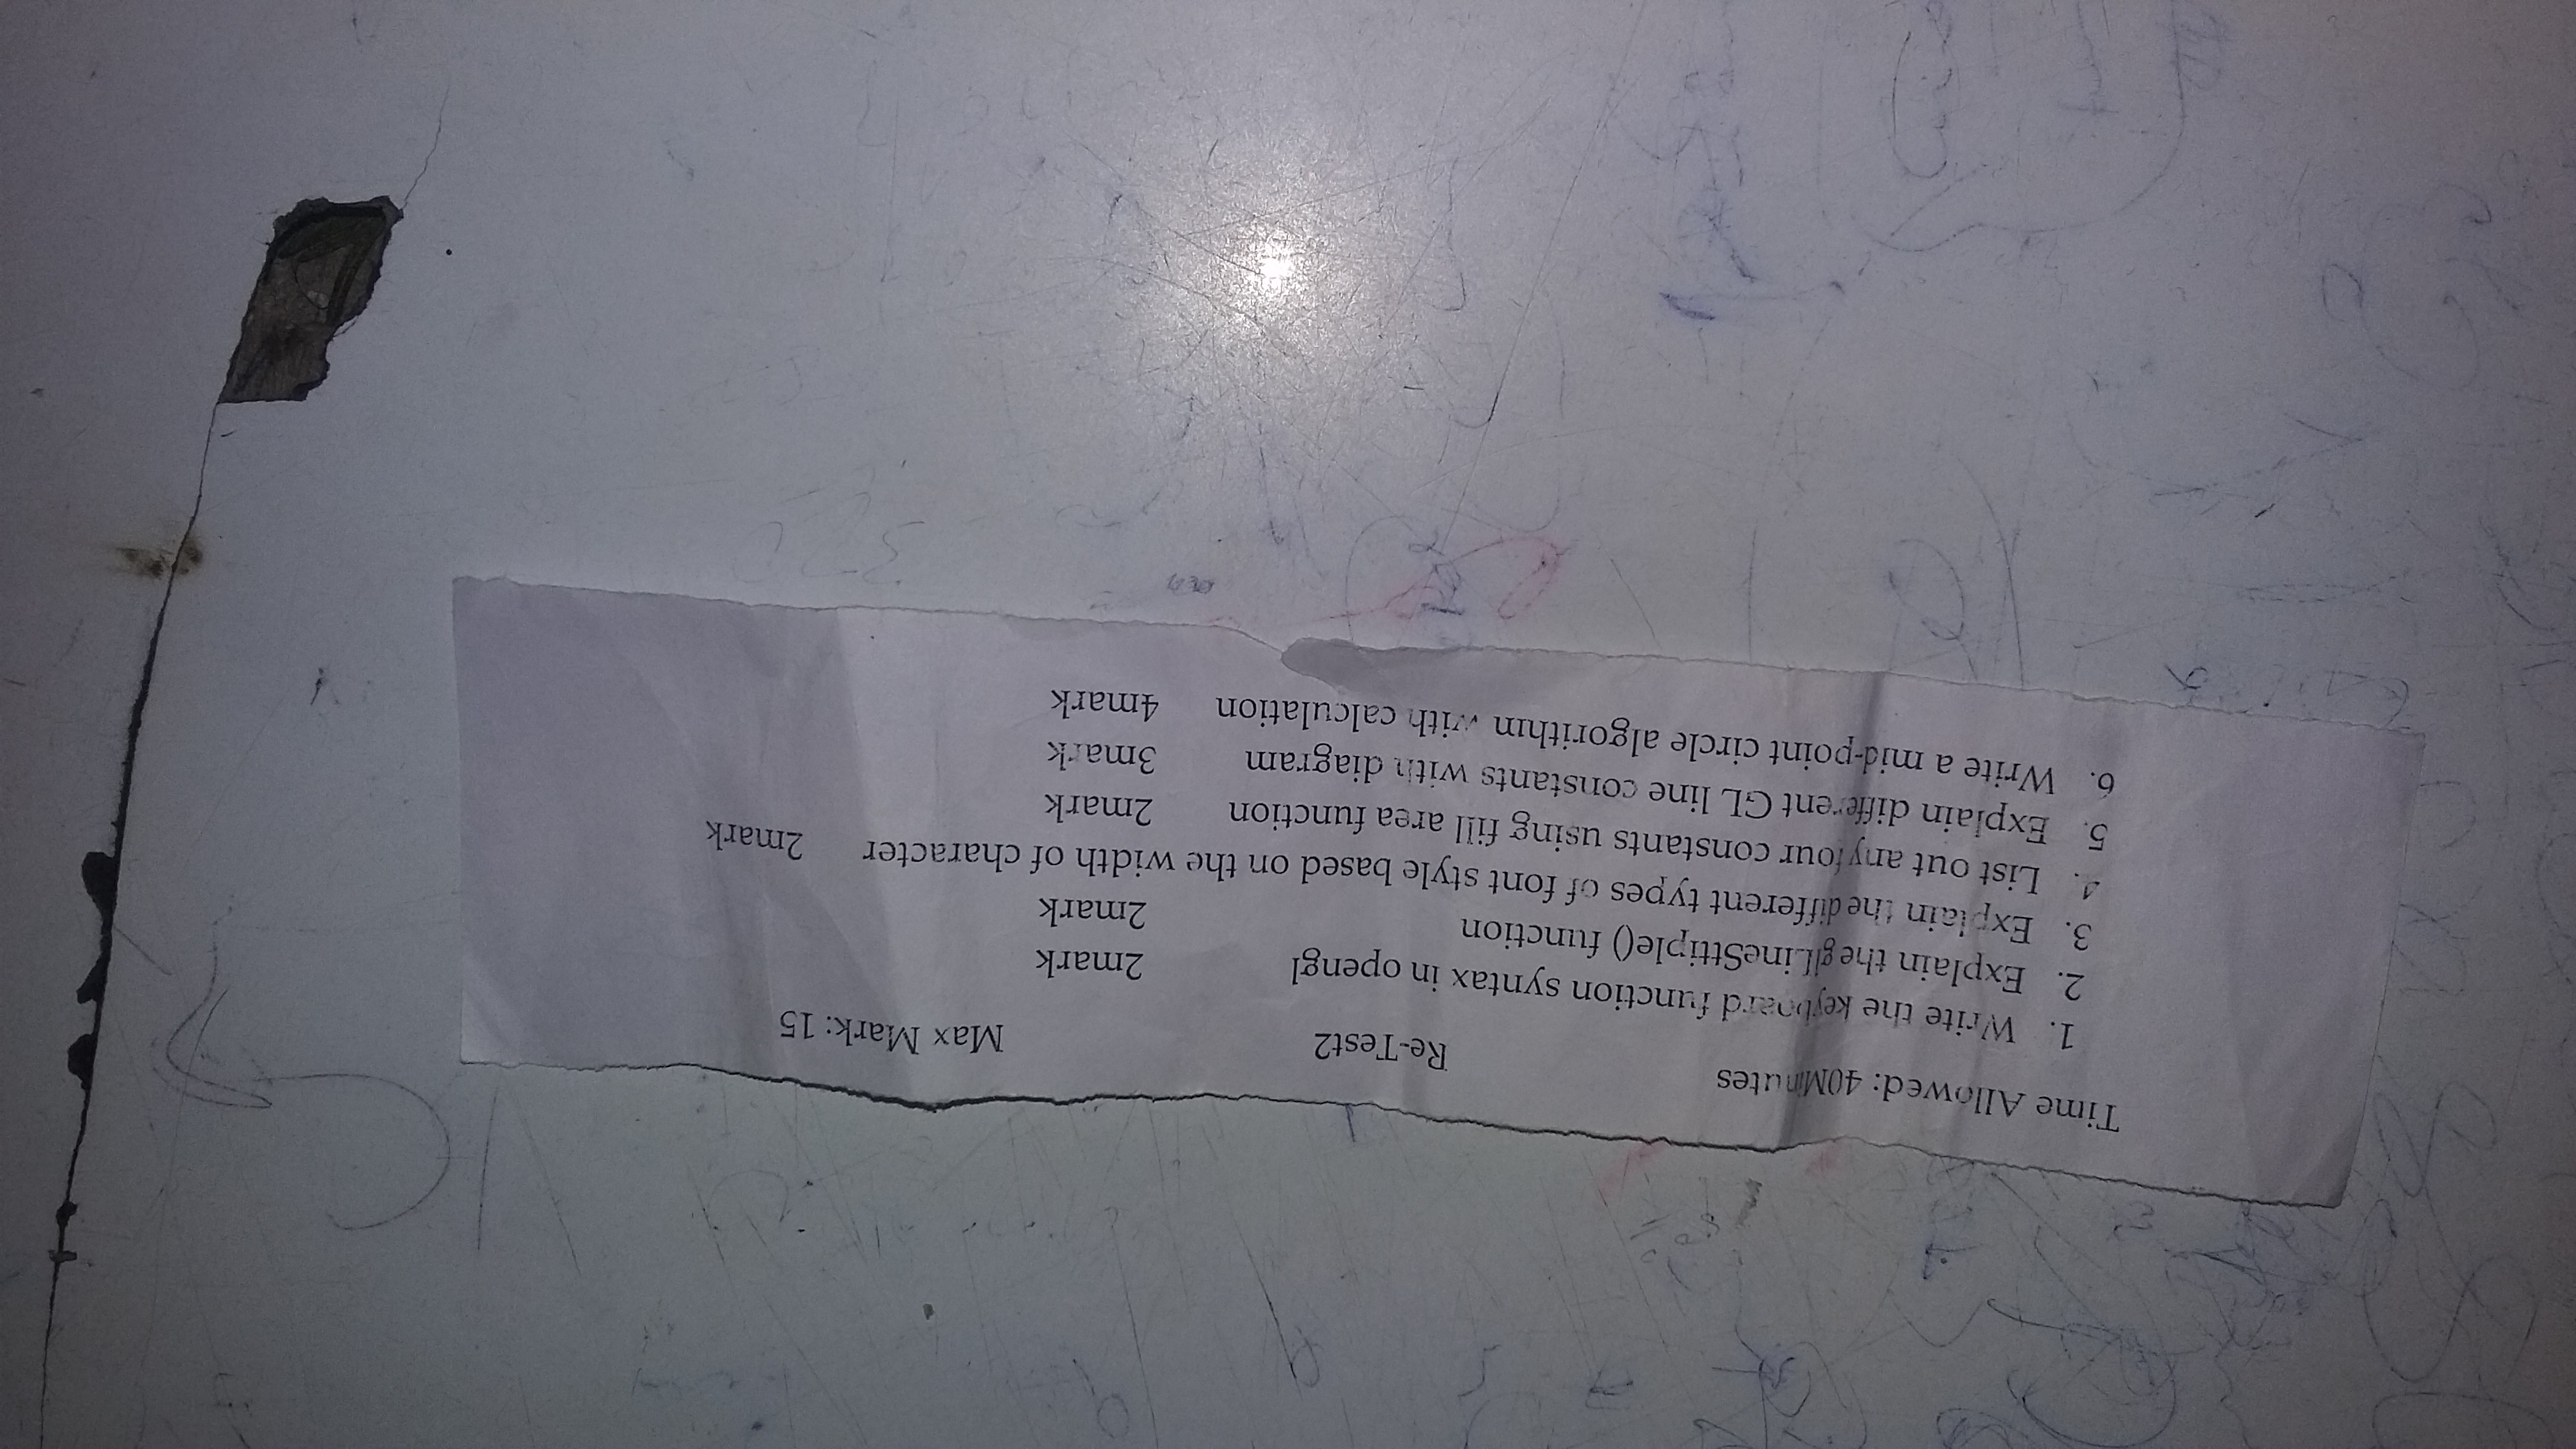 Time Allowed: 40Minutes Re-Test2 Max Mark: 15
1. Write the keyboard function syntax in opengl 2mark
2. Explain the glLineSttiple() function 2mark
3. Explain the different types of font style based on the width of character 2mark
4. List out any four constants using fill area function 2mark
5. Explain different GL line constants with diagram 3mark
6. Write a mid-point circle algorithm with calculation 4mark